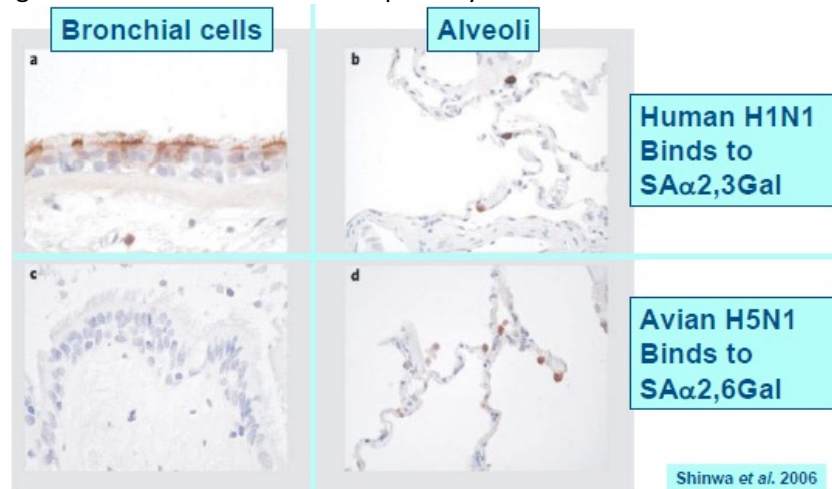 Bronchial cells
Alveoli
a
b
Human H1N1
Binds to
SAα2,3Gal
c
d
Avian H5N1
Binds to
SAα2,6Gal
Shinwa et al. 2006